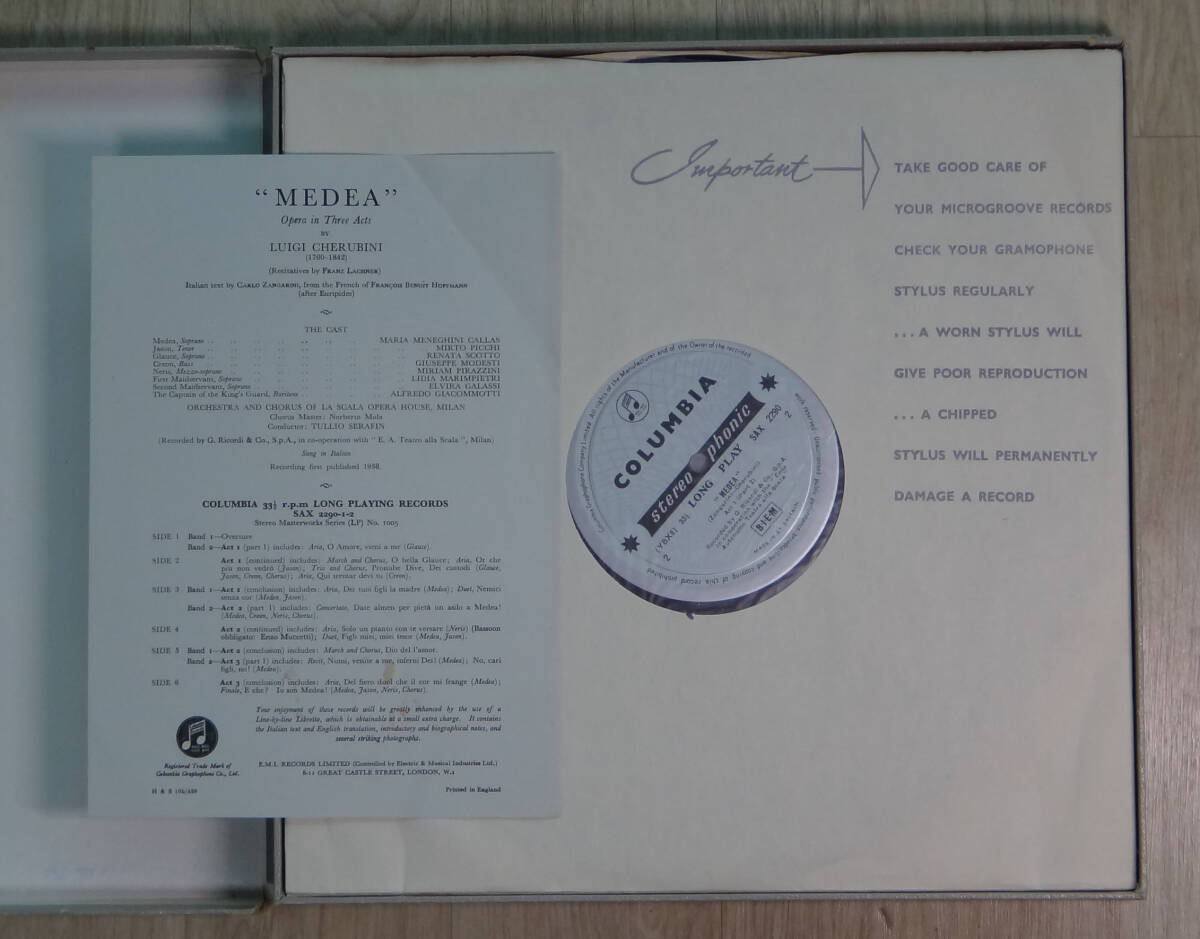 “MEDEA”
Opera in Three Acts
BY
LUIGI CHERUBINI
(1760-1842)
(Recitatives by FRANZ LACHNER)
Italian text by CARLO ZANGARINI, from the French of FRANÇOIS BENOÎT HOFFMANN
(after Euripides)
THE CAST
Medea, Soprano .. .. .. .. .. .. MARIA MENEGHINI CALLAS
Jason, Tenor .. .. .. .. .. .. MIRTO PICCHI
Glauce, Soprano .. .. .. .. .. .. RENATA SCOTTO
Creon, Bass .. .. .. .. .. .. GIUSEPPE MODESTI
Neris, Mezzo-soprano .. .. .. .. .. .. MIRIAM PIRAZZINI
First Maidservant, Soprano .. .. .. .. .. LIDIA MARIMPIETRI
Second Maidservant, Soprano .. .. .. .. .. ELVIRA GALASSI
The Captain of the King's Guard, Baritone .. .. .. ALFREDO GIACOMMOTTI
ORCHESTRA AND CHORUS OF LA SCALA OPERA HOUSE, MILAN
Chorus Master: Norberto Mola
Conductor: TULLIO SERAFIN
(Recorded by G. Ricordi & Co., S.p.A., in co-operation with “E. A. Teatro alla Scala”, Milan)
Sung in Italian
Recording first published 1958.
COLUMBIA 33⅓ r.p.m LONG PLAYING RECORDS
SAX 2290-1-2
Stereo Masterworks Series (LP) No. 1005
SIDE 1 Band 1—Overture
Band 2—Act 1 (part 1) includes: Aria, O Amore, vieni a me (Glauce).
SIDE 2 Act 1 (continued) includes: March and Chorus, O bella Glauce; Aria, Or che
più non vedrò (Jason); Trio and Chorus, Pronube Dive, Dei custodi (Glauce,
Jason, Creon, Chorus); Aria, Qui tremar devi tu (Creon).
SIDE 3 Band 1—Act 1 (conclusion) includes: Aria, Dei tuoi figli la madre (Medea); Duet, Nemici
senza cor (Medea, Jason).
Band 2—Act 2 (part 1) includes: Concertato, Date almen per pietà un asilo a Medea!
(Medea, Creon, Neris, Chorus).
SIDE 4 Act 2 (continued) includes: Aria, Solo un pianto con te versare (Neris) (Bassoon
obbligato: Enzo Muccetti); Duet, Figli miei, miei tesor (Medea, Jason).
SIDE 5 Band 1—Act 2 (conclusion) includes: March and Chorus, Dio dell'amor.
Band 2—Act 3 (part 1) includes: Recit, Numi, venite a me, inferni Dei! (Medea); No, cari
figli, no! (Medea).
SIDE 6 Act 3 (conclusion) includes: Aria, Del fiero duol che il cor mi frange (Medea);
Finale, E che? Io son Medea! (Medea, Jason, Neris, Chorus).
Your enjoyment of these records will be greatly enhanced by the use of a
Line-by-line Libretto, which is obtainable at a small extra charge. It contains
the Italian text and English translation, introductory and biographical notes, and
several striking photographs.
Registered Trade Mark of
Columbia Graphophone Co., Ltd.
E.M.I. RECORDS LIMITED (Controlled by Electric & Musical Industries Ltd.)
8-11 GREAT CASTLE STREET, LONDON, W.1
Printed in England
Important
TAKE GOOD CARE OF
YOUR MICROGROOVE RECORDS
CHECK YOUR GRAMOPHONE
STYLUS REGULARLY
...A WORN STYLUS WILL
GIVE POOR REPRODUCTION
...A CHIPPED
STYLUS WILL PERMANENTLY
DAMAGE A RECORD
COLUMBIA
stereophonic
33⅓ LONG PLAY SAX 2290
2
2
"MEDEA"
(Zangarini-Cherubini)
Act 1 (Part 2)
B.I.E.M